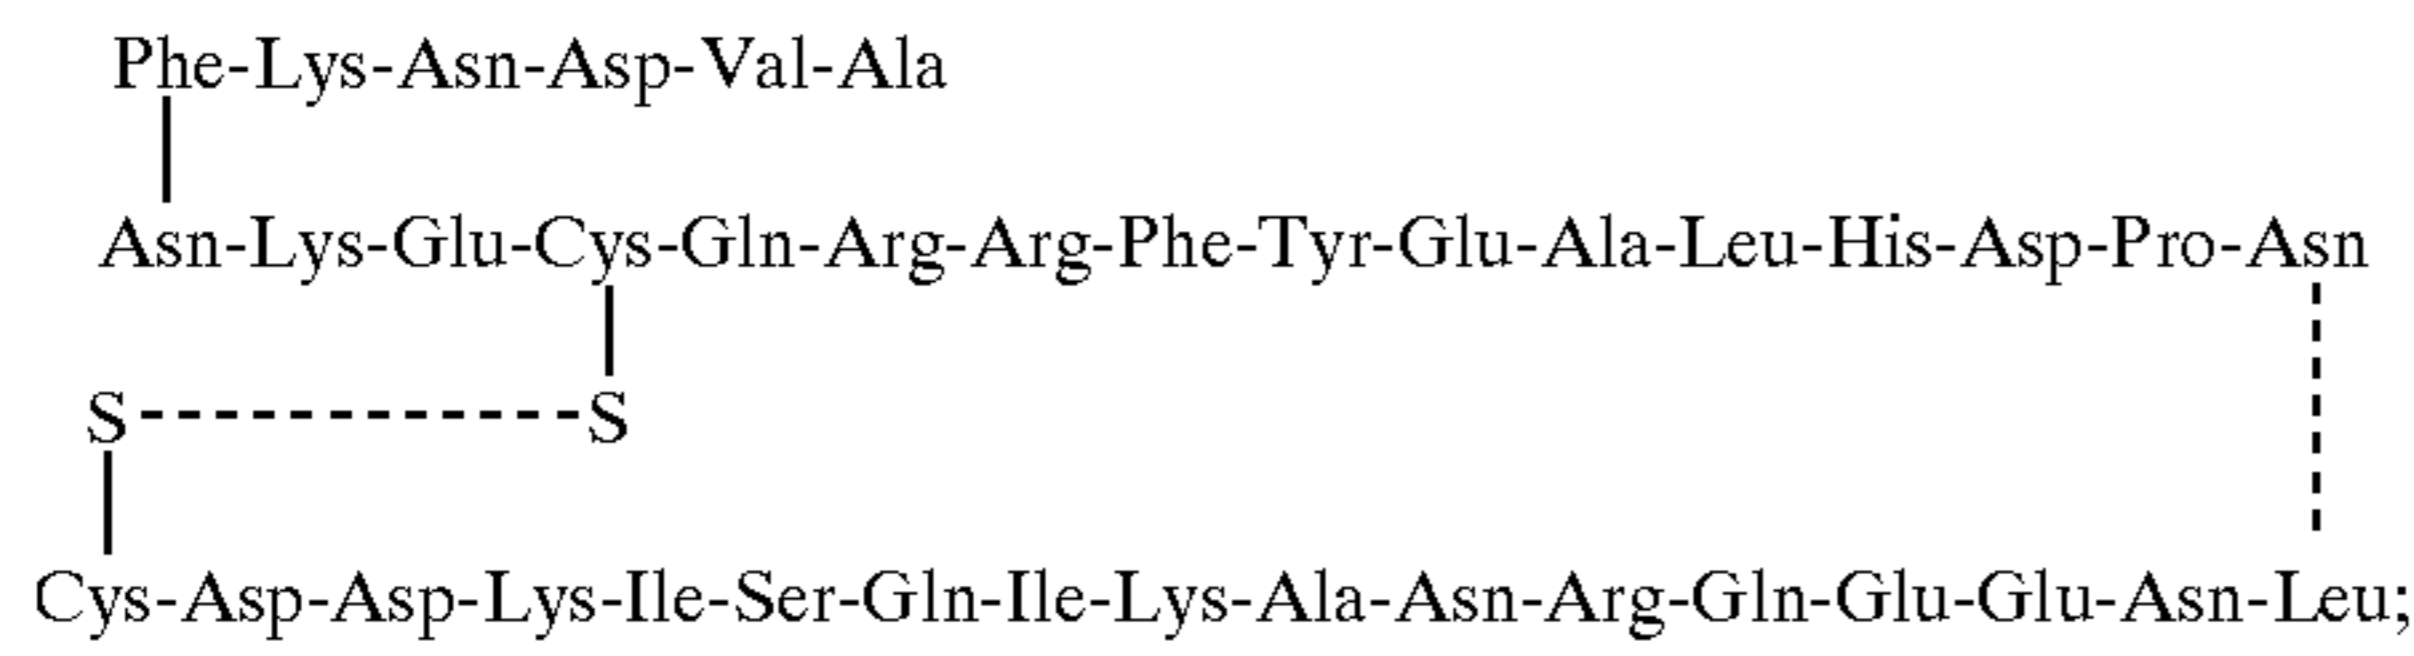 Phe-Lys-Asn-Asp-Val-Ala
Asn-Lys-Glu-Cys-Gln-Arg-Arg-Phe-Tyr-Glu-Ala-Leu-His-Asp-Pro-Asn
S-------------S
Cys-Asp-Asp-Lys-Ile-Ser-Gln-Ile-Lys-Ala-Asn-Arg-Gln-Glu-Glu-Asn-Leu;